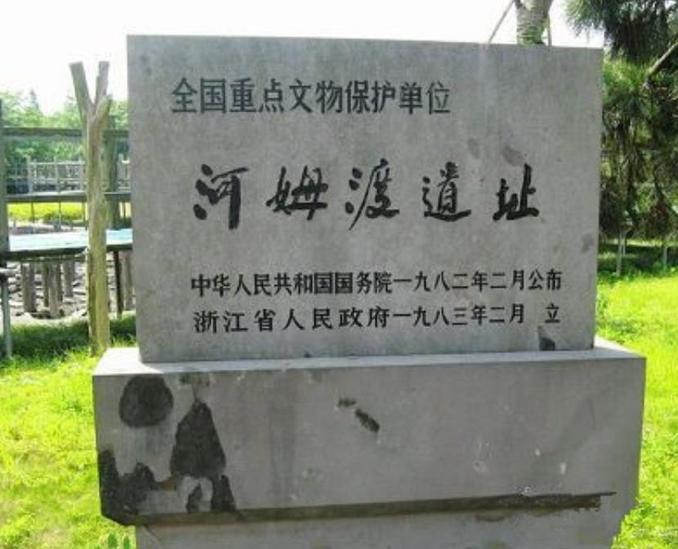 全国重点文物保护单位
河姆渡遗址
中华人民共和国国务院一九八二年二月公布
浙江省人民政府一九八三年二月 立